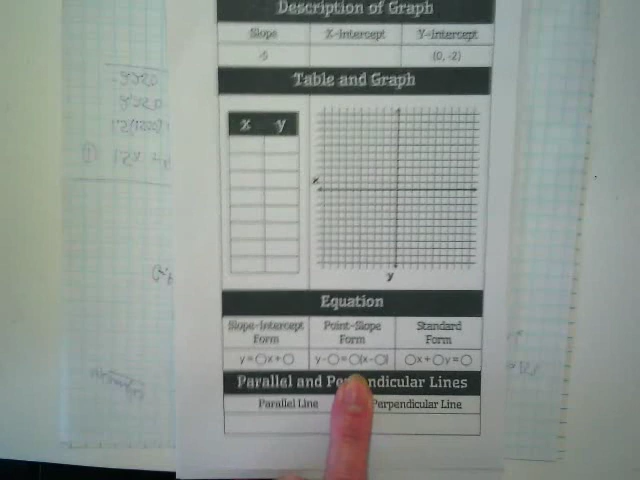 Description of Graph
Slope X-Intercept Y-Intercept
-5 (0, -2)
Table and Graph
x y
x
y
Equation
Slope-Intercept Form Point-Slope Form Standard Form
y=○x+○ y-○=○(x-○) ○x+○y=○
Parallel and Lines
Parallel Line Perpendicular Line